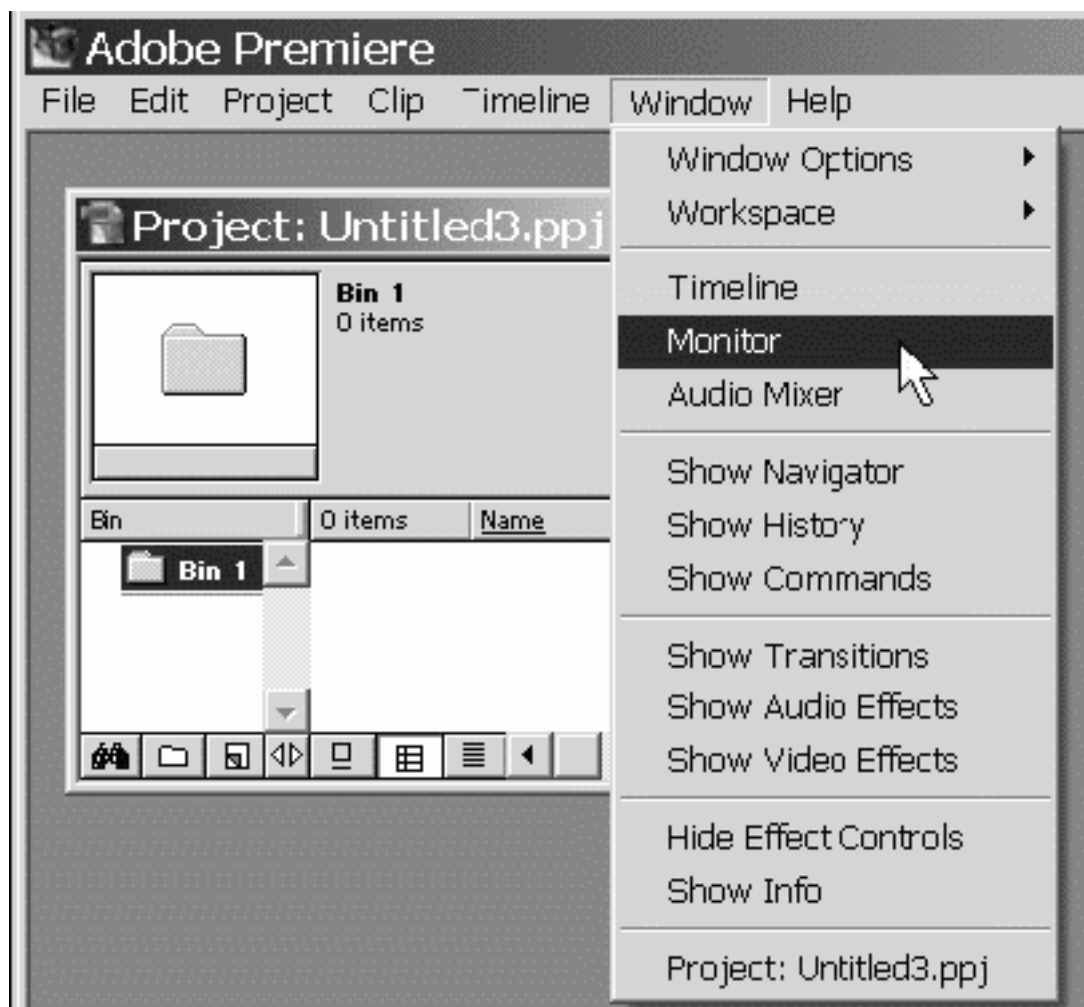 Adobe Premiere
File Edit Project Clip Timeline Window Help
Window Options
Workspace
Timeline
Monitor
Audio Mixer
Show Navigator
Show History
Show Commands
Show Transitions
Show Audio Effects
Show Video Effects
Hide Effect Controls
Show Info
Project: Untitled3.ppj
Project: Untitled3.ppj
Bin 1
0 items
Bin 0 items Name
Bin 1